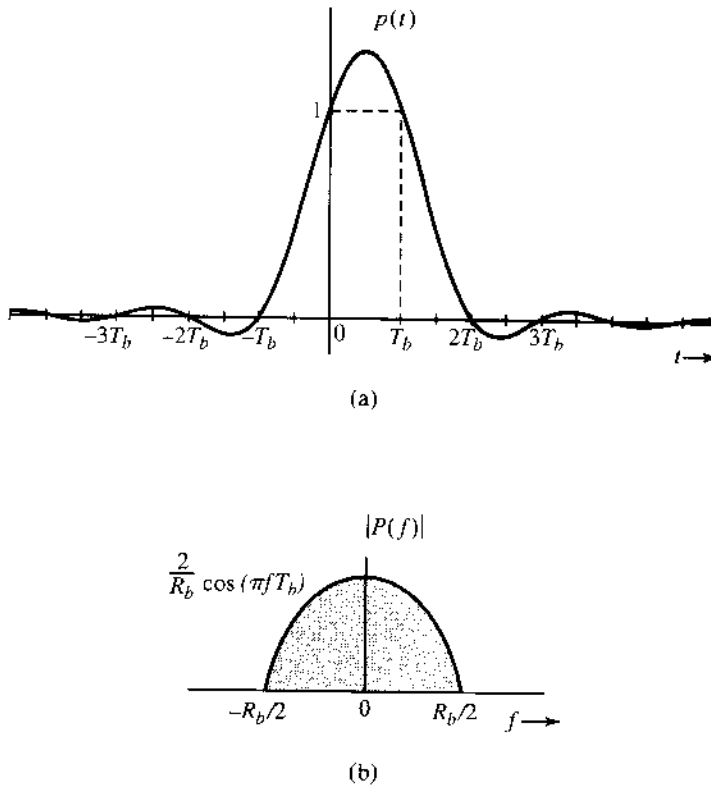 p(t)
1
−3T_b −2T_b −T_b 0 T_b 2T_b 3T_b
t→
(a)
|P(f)|
2/R_b cos (πfT_b)
−R_b/2 0 R_b/2 f→
(b)